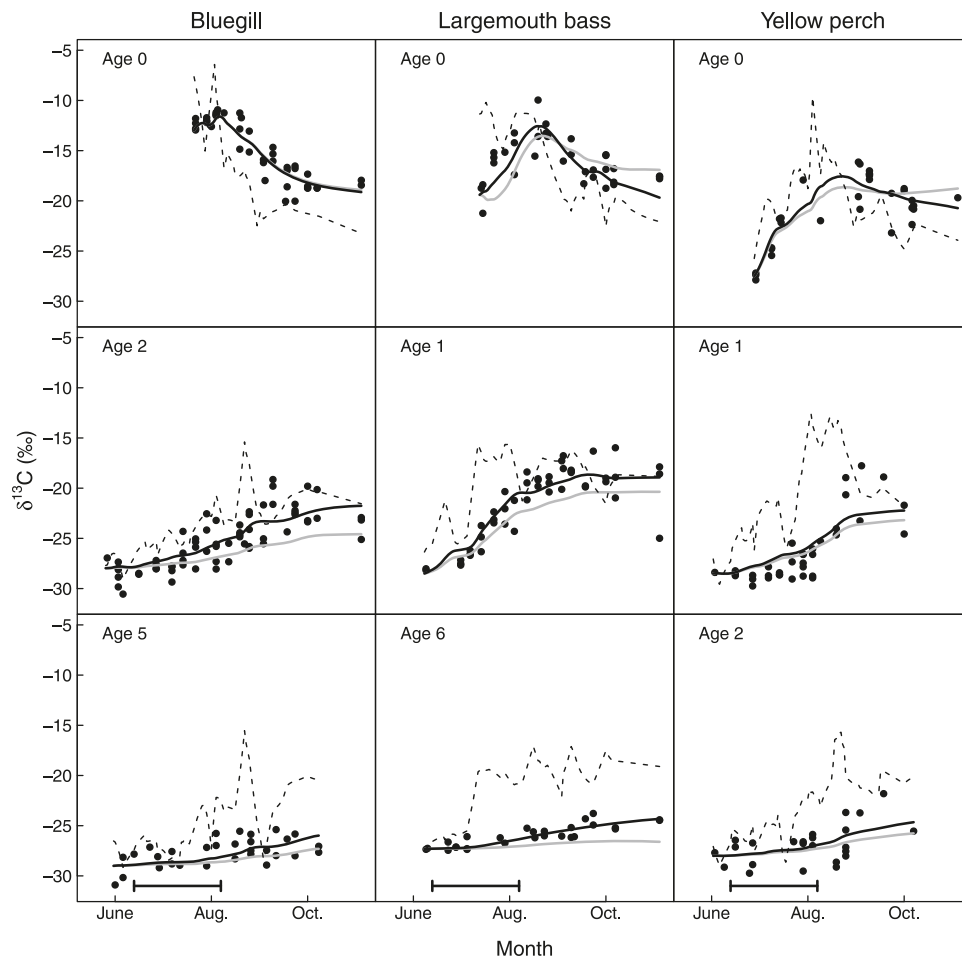 Bluegill Largemouth bass Yellow perch
Age 0 Age 0 Age 0
−5
−10
−15
−20
−25
−30
Age 2 Age 1 Age 1
−5
−10
−15
−20
−25
−30
δ13C (‰)
Age 5 Age 6 Age 2
−5
−10
−15
−20
−25
−30
June Aug. Oct. June Aug. Oct. June Aug. Oct.
Month